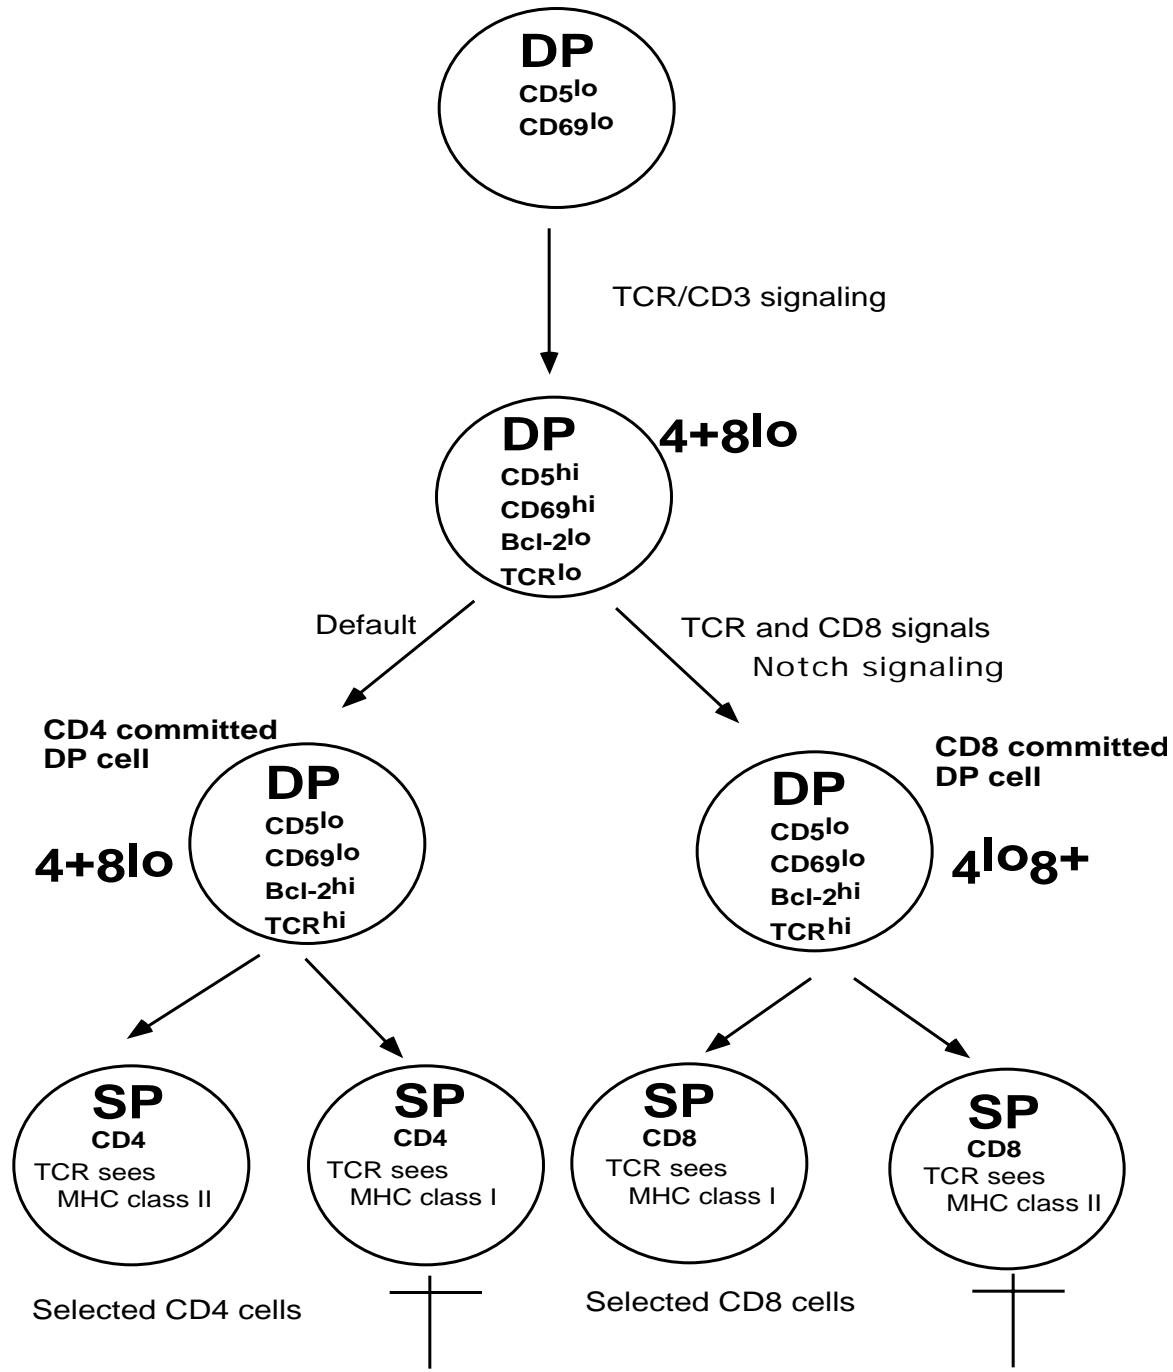 DP
CD5lo
CD69lo
TCR/CD3 signaling
DP
4+8lo
CD5hi
CD69hi
Bcl-2lo
TCRlo
Default
TCR and CD8 signals
Notch signaling
CD4 committed
DP cell
DP
CD5lo
CD69lo
Bcl-2hi
TCRhi
4+8lo
CD8 committed
DP cell
DP
CD5lo
CD69lo
Bcl-2hi
TCRhi
4lo8+
SP
CD4
TCR sees
MHC class II
SP
CD4
TCR sees
MHC class I
SP
CD8
TCR sees
MHC class I
SP
CD8
TCR sees
MHC class II
Selected CD4 cells
Selected CD8 cells